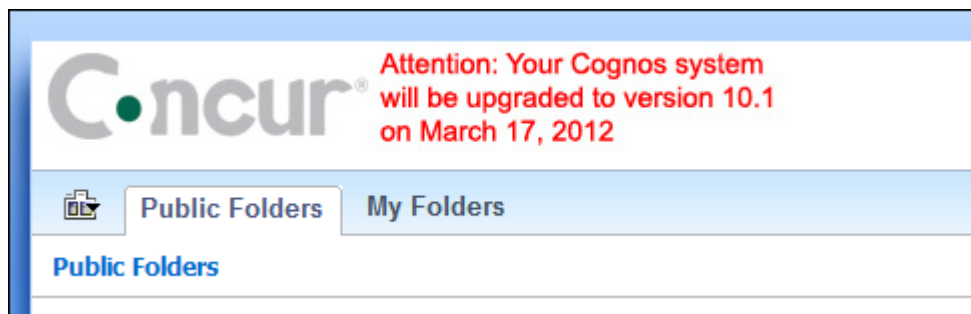 Concur®
Attention: Your Cognos system
will be upgraded to version 10.1
on March 17, 2012
Public Folders
My Folders
Public Folders